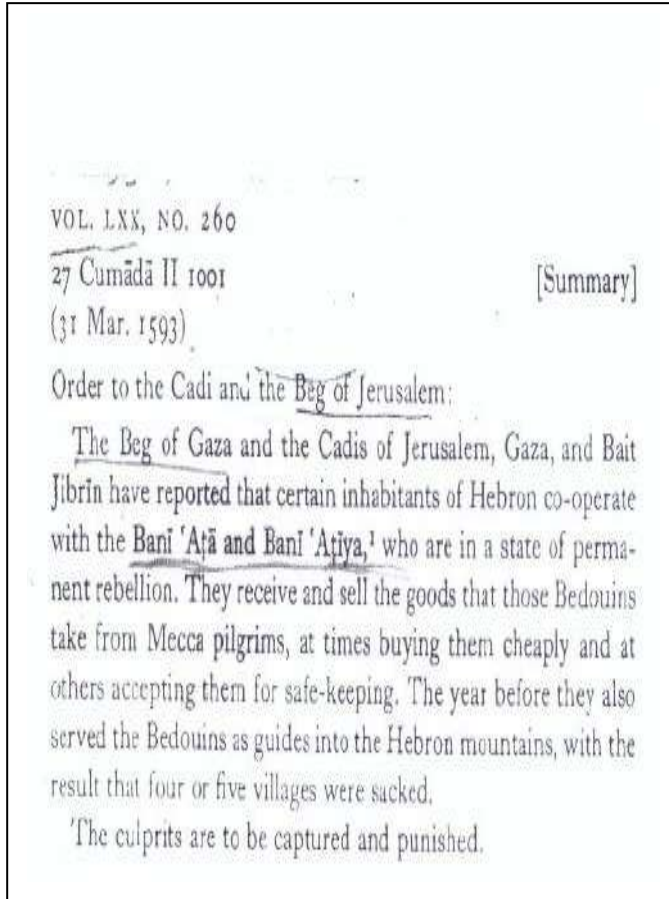 VOL. LXX, NO. 260
27 Cumādā II 1001 [Summary]
(31 Mar. 1593)
Order to the Cadi and the Beg of Jerusalem:
The Beg of Gaza and the Cadis of Jerusalem, Gaza, and Bait
Jibrīn have reported that certain inhabitants of Hebron co-operate
with the Banī ʿAṭā and Banī ʿAṭīya,¹ who are in a state of perma-
nent rebellion. They receive and sell the goods that those Bedouins
take from Mecca pilgrims, at times buying them cheaply and at
others accepting them for safe-keeping. The year before they also
served the Bedouins as guides into the Hebron mountains, with the
result that four or five villages were sacked.
The culprits are to be captured and punished.